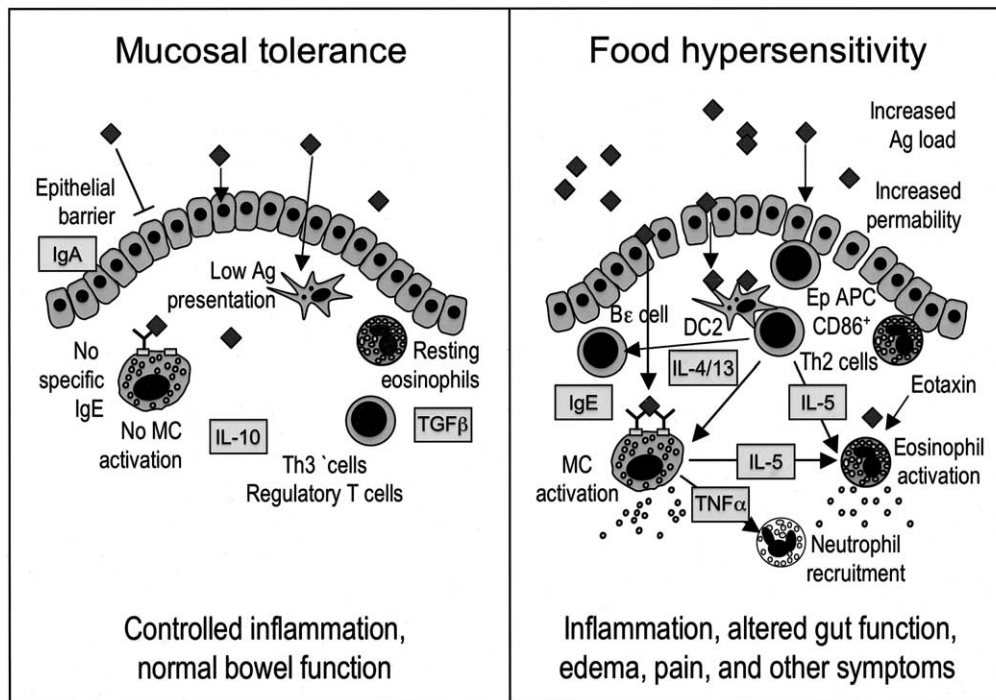 Mucosal tolerance
Epithelial
barrier
IgA
Low Ag
presentation
No
specific
IgE
Resting
eosinophils
No MC
activation
IL-10
TGFβ
Th3 `cells
Regulatory T cells
Controlled inflammation,
normal bowel function
Food hypersensitivity
Increased
Ag load
Increased
permability
Ep APC
CD86+
Bε cell
DC2
Th2 cells
IL-4/13
IgE
IL-5
Eotaxin
MC
activation
IL-5
Eosinophil
activation
TNFα
Neutrophil
recruitment
Inflammation, altered gut function,
edema, pain, and other symptoms